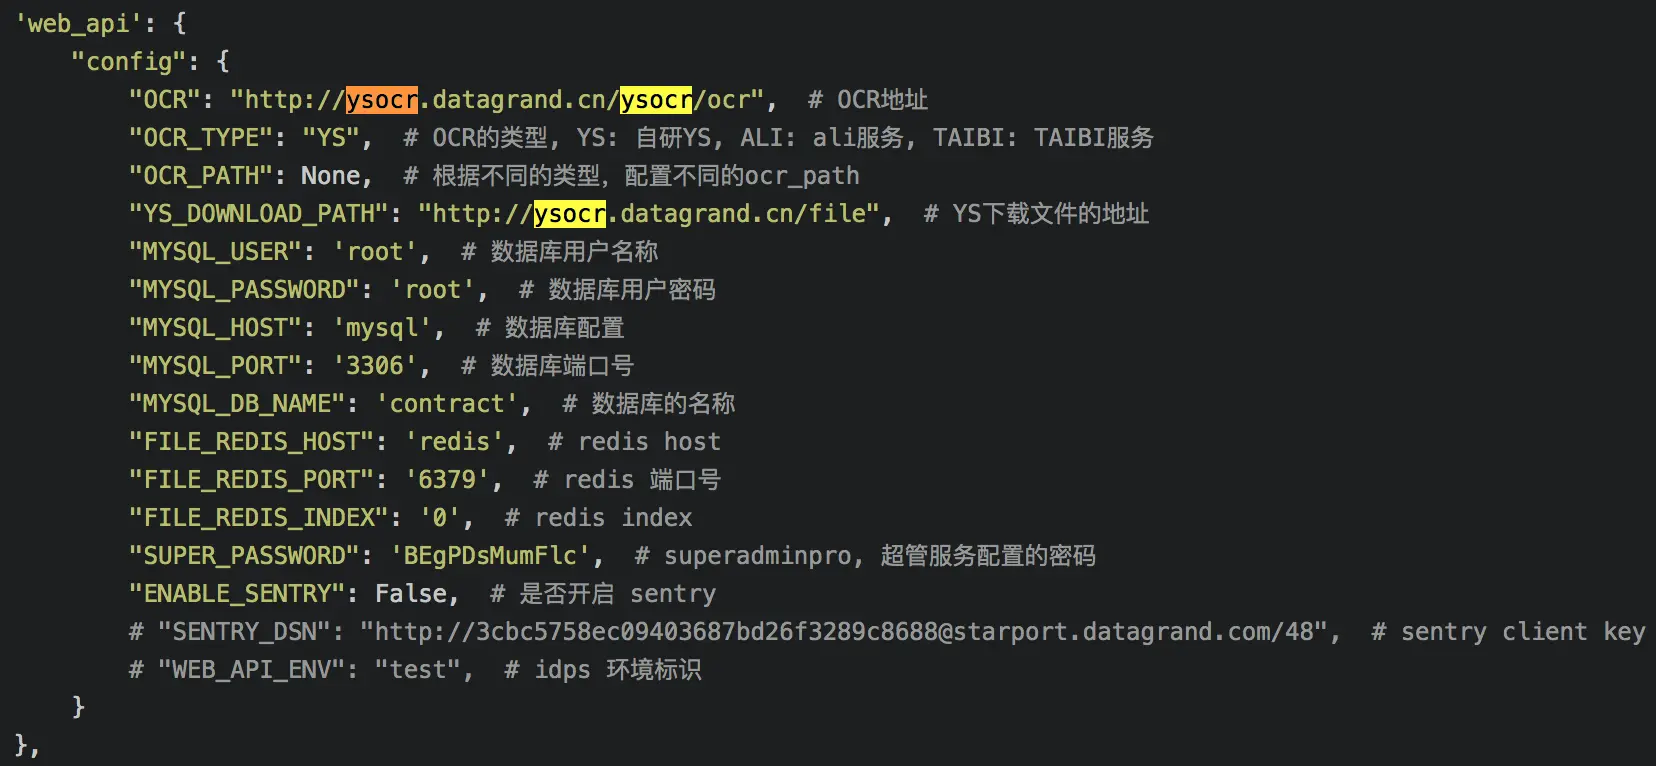 'web_api': {
"config": {
"OCR": "http://ysocr.datagrand.cn/ysocr/ocr",  # OCR地址
"OCR_TYPE": "YS",  # OCR的类型, YS: 自研YS, ALI: ali服务, TAIBI: TAIBI服务
"OCR_PATH": None,  # 根据不同的类型，配置不同的ocr_path
"YS_DOWNLOAD_PATH": "http://ysocr.datagrand.cn/file",  # YS下载文件的地址
"MYSQL_USER": 'root',  # 数据库用户名称
"MYSQL_PASSWORD": 'root',  # 数据库用户密码
"MYSQL_HOST": 'mysql',  # 数据库配置
"MYSQL_PORT": '3306',  # 数据库端口号
"MYSQL_DB_NAME": 'contract',  # 数据库的名称
"FILE_REDIS_HOST": 'redis',  # redis host
"FILE_REDIS_PORT": '6379',  # redis 端口号
"FILE_REDIS_INDEX": '0',  # redis index
"SUPER_PASSWORD": 'BEgPDsMumFlc',  # superadminpro, 超管服务配置的密码
"ENABLE_SENTRY": False,  # 是否开启 sentry
# "SENTRY_DSN": "http://3cbc5758ec09403687bd26f3289c8688@starport.datagrand.com/48",  # sentry client key
# "WEB_API_ENV": "test",  # idps 环境标识
}
},